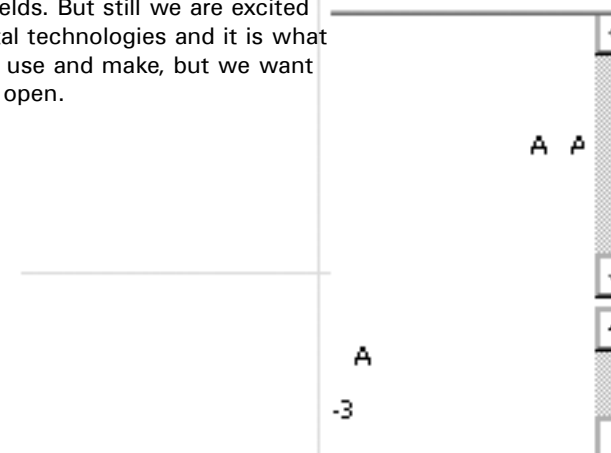 elds. But still we are excited
tal technologies and it is what
use and make, but we want
open.
A A
A
-3